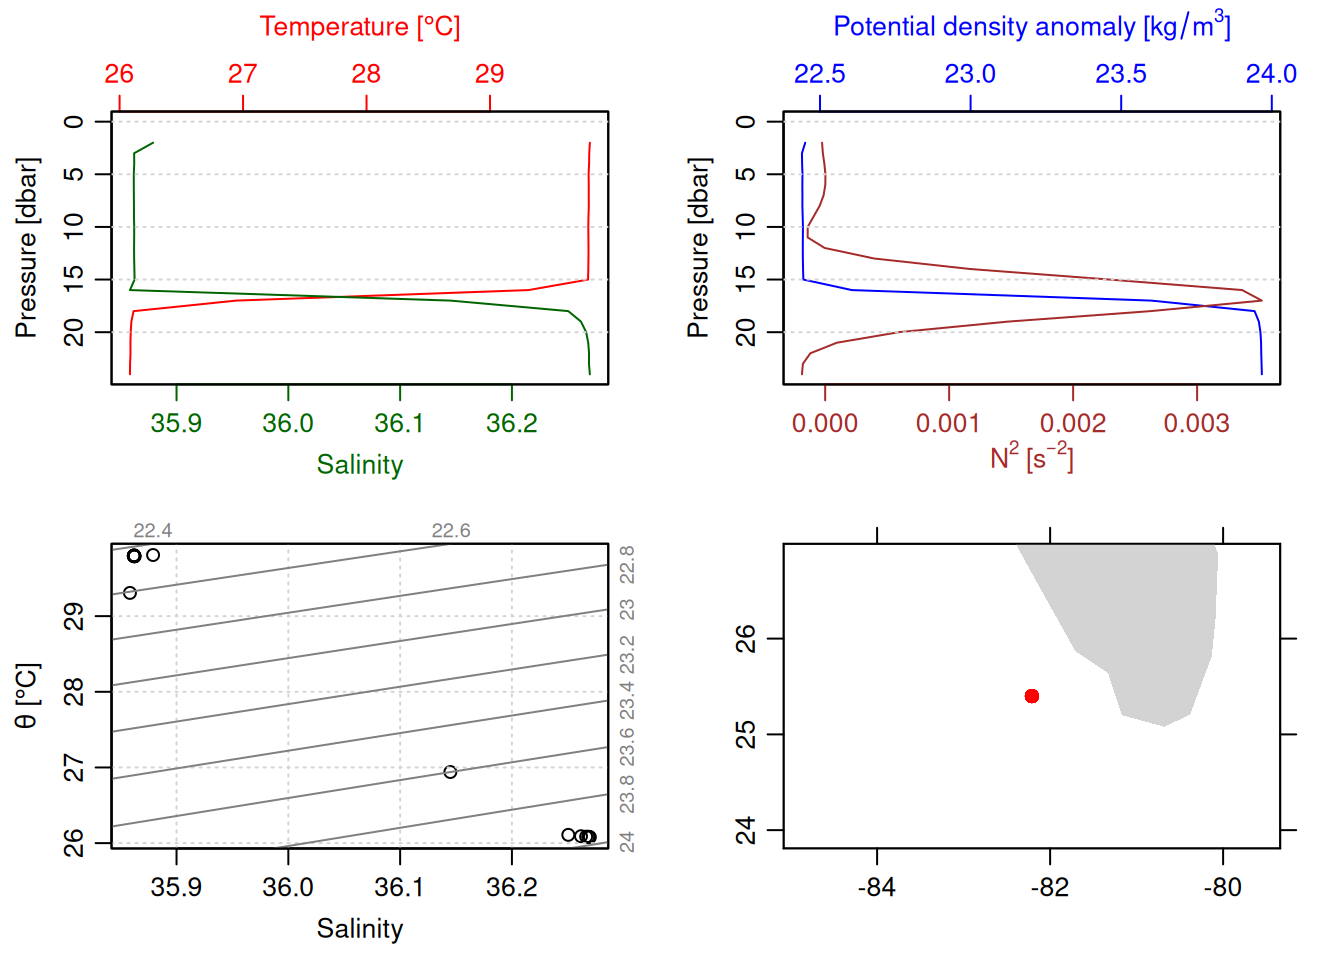 Temperature [°C]
26 27 28 29
Pressure [dbar]
0
5
10
15
20
35.9 36.0 36.1 36.2
Salinity
Potential density anomaly [kg/m³]
22.5 23.0 23.5 24.0
Pressure [dbar]
0
5
10
15
20
0.000 0.001 0.002 0.003
N² [s⁻²]
22.4 22.6
22.8
23
23.2
23.4
23.6
23.8
24
θ [°C]
29
28
27
26
35.9 36.0 36.1 36.2
Salinity
26
25
24
-84 -82 -80